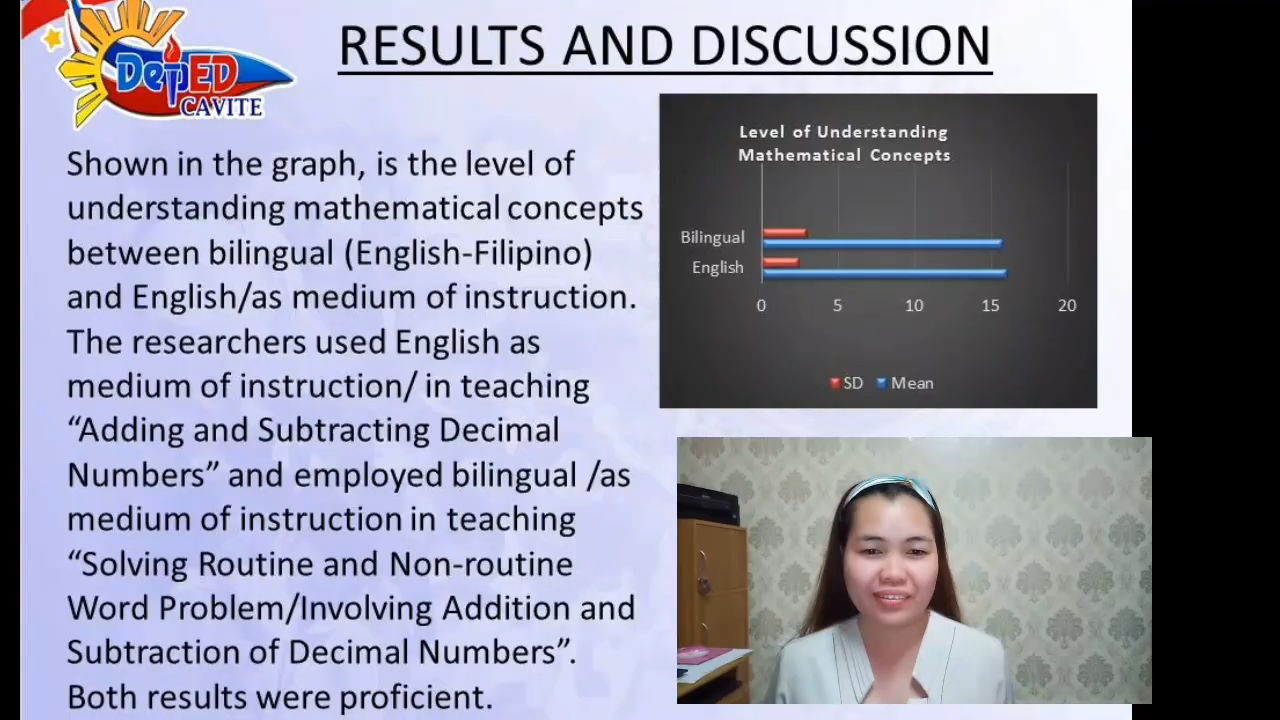 RESULTS AND DISCUSSION
DepED
CAVITE
Shown in the graph, is the level of
understanding mathematical concepts
between bilingual (English-Filipino)
and English/as medium of instruction.
The researchers used English as
medium of instruction/ in teaching
“Adding and Subtracting Decimal
Numbers” and employed bilingual /as
medium of instruction in teaching
“Solving Routine and Non-routine
Word Problem/Involving Addition and
Subtraction of Decimal Numbers”.
Both results were proficient.
Level of Understanding
Mathematical Concepts
Bilingual
English
0 5 10 15 20
SD Mean